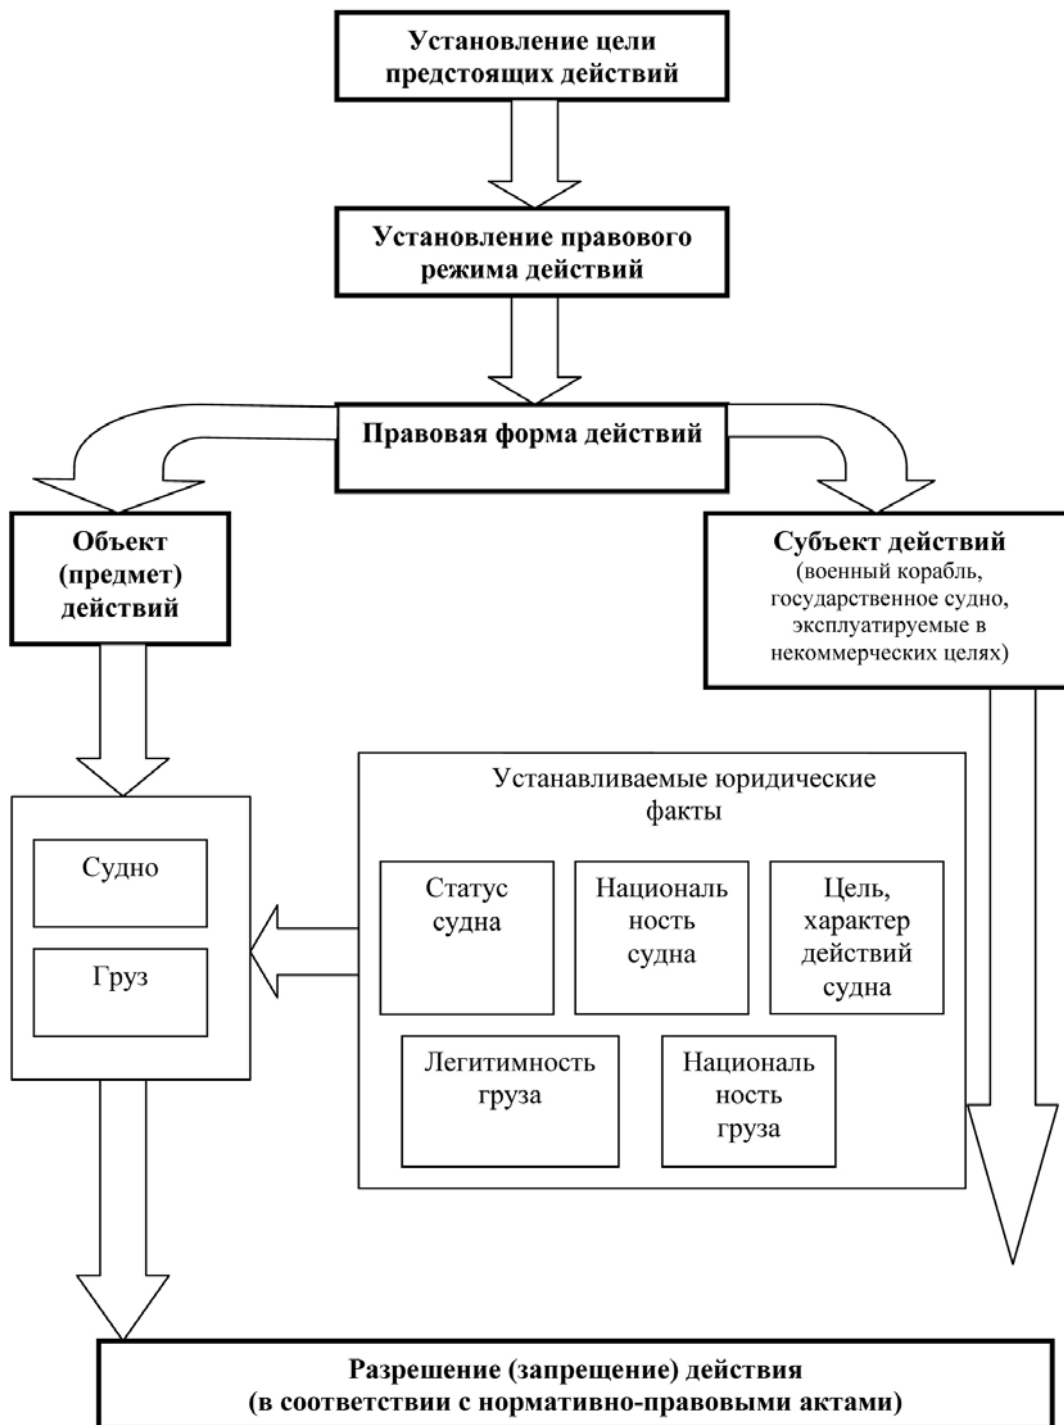 Установление цели
предстоящих действий
Установление правового
режима действий
Правовая форма действий
Объект
(предмет)
действий
Субъект действий
(военный корабль,
государственное судно,
эксплуатируемые в
некоммерческих целях)
Устанавливаемые юридические
факты
Судно
Груз
Статус
судна
Националь
ность
судна
Цель,
характер
действий
судна
Легитимность
груза
Националь
ность
груза
Разрешение (запрещение) действия
(в соответствии с нормативно-правовыми актами)